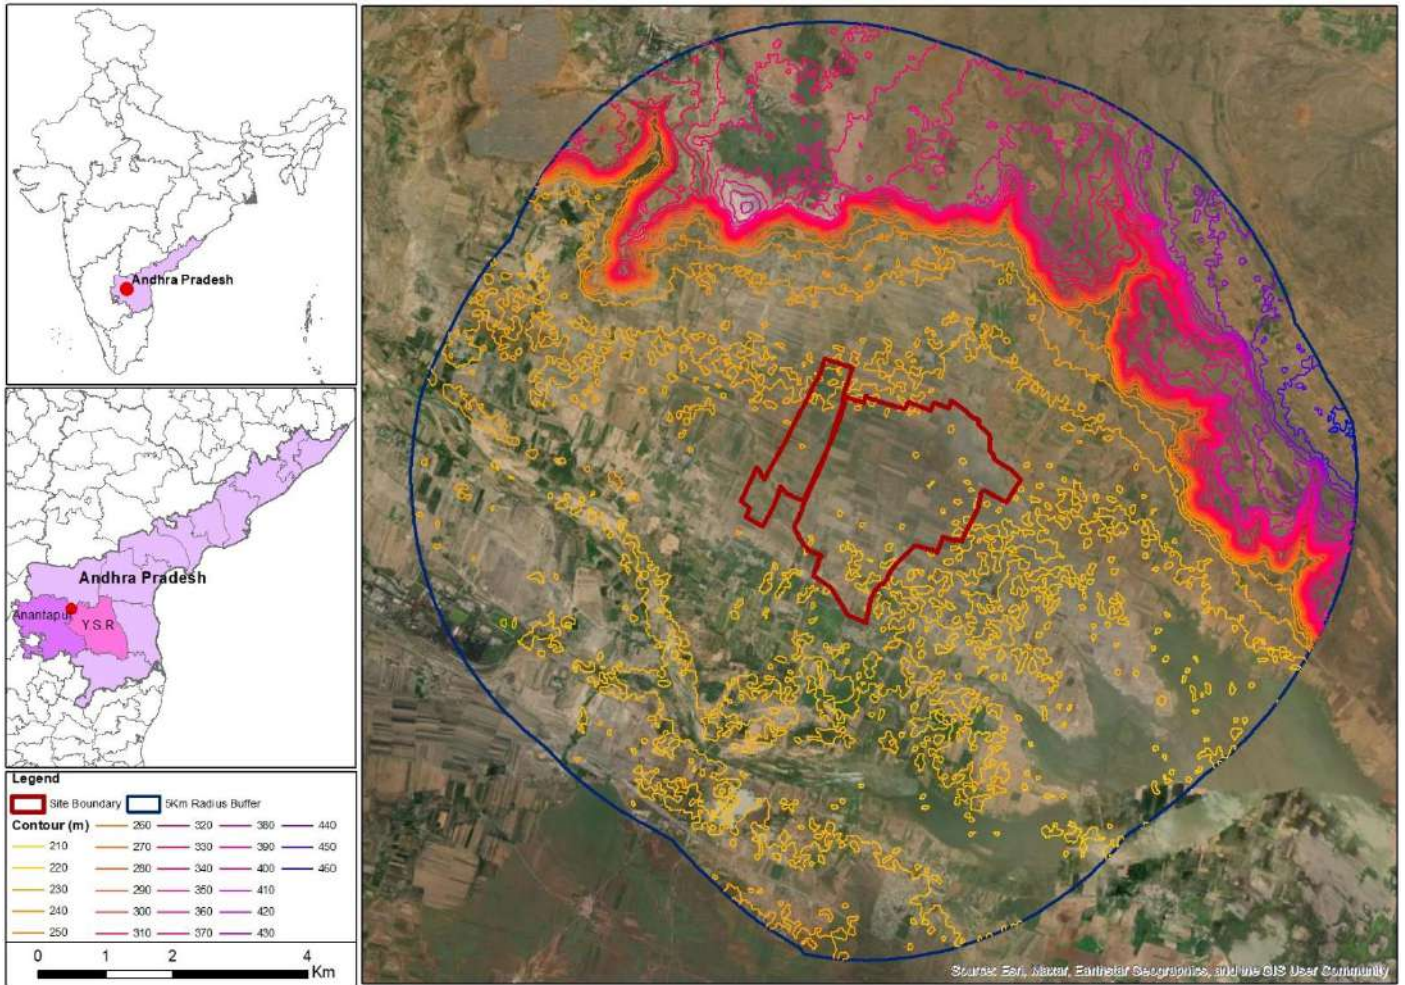 Andhra Pradesh
Andhra Pradesh
Anantapur
Y.S.R
Legend
Site Boundary 5Km Radius Buffer
Contour (m) 260 320 380 440
210 270 330 390 450
220 280 340 400 460
230 290 350 410
240 300 360 420
250 310 370 430
0 1 2 4
Km
Source: Esri, Maxar, Earthstar Geographics, and the GIS User Community